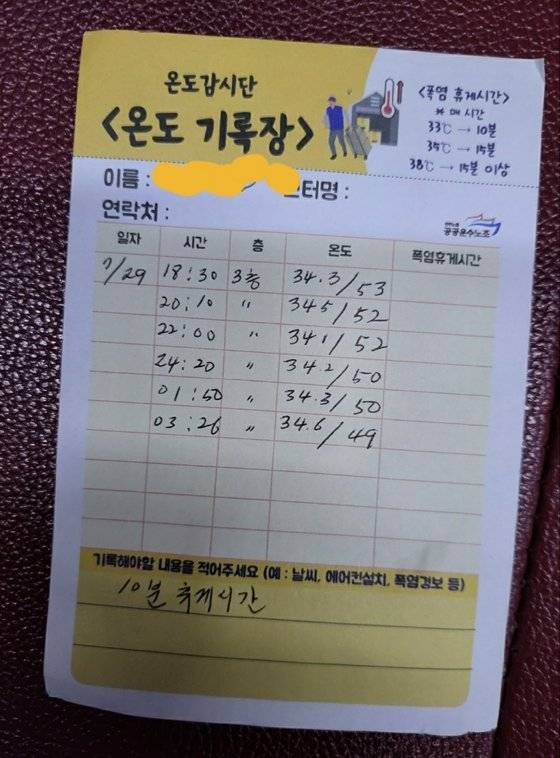 온도감시단
<온도 기록장>
<폭염 휴게시간>
* 매 시간
33℃ → 10분
35℃ → 15분
38℃ → 15분 이상
이름 : 터명 :
연락처 :
공공운수노조
일자 시간 층 온도 폭염휴게시간
7/29 18:30 3층 34.3/53
20:10 " 34.5/52
22:00 " 34.1/52
24:20 " 34.2/50
01:50 " 34.3/50
03:26 " 34.6/49
기록해야할 내용을 적어주세요 (예 : 날씨, 에어컨설치, 폭염경보 등)
10분 휴게시간